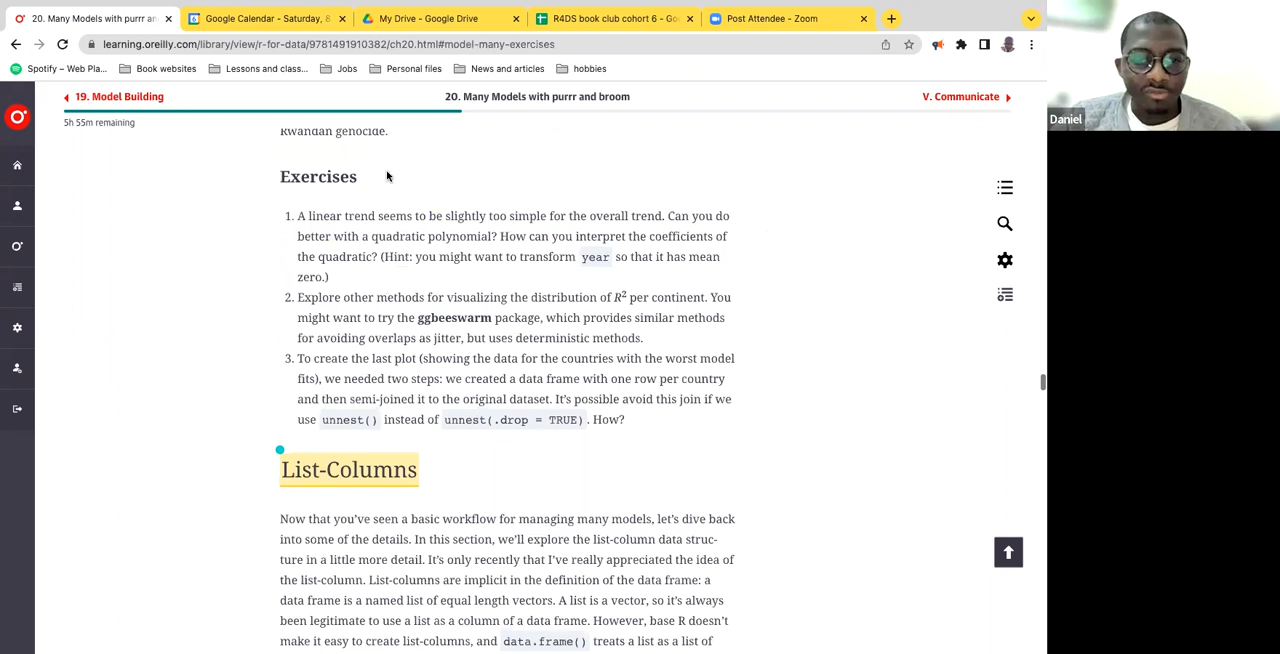 20. Many Models with purrr and
Google Calendar - Saturday, 8
My Drive - Google Drive
R4DS book club cohort 6 - Go
Post Attendee - Zoom
learning.oreilly.com/library/view/r-for-data/9781491910382/ch20.html#model-many-exercises
Spotify – Web Pla...
Book websites
Lessons and class...
Jobs
Personal files
News and articles
hobbies
19. Model Building
20. Many Models with purrr and broom
V. Communicate
5h 55m remaining
Rwandan genocide.
Exercises
1. A linear trend seems to be slightly too simple for the overall trend. Can you do
better with a quadratic polynomial? How can you interpret the coefficients of
the quadratic? (Hint: you might want to transform year so that it has mean
zero.)
2. Explore other methods for visualizing the distribution of R² per continent. You
might want to try the ggbeeswarm package, which provides similar methods
for avoiding overlaps as jitter, but uses deterministic methods.
3. To create the last plot (showing the data for the countries with the worst model
fits), we needed two steps: we created a data frame with one row per country
and then semi-joined it to the original dataset. It's possible avoid this join if we
use unnest() instead of unnest(.drop = TRUE). How?
List-Columns
Now that you've seen a basic workflow for managing many models, let's dive back
into some of the details. In this section, we'll explore the list-column data struc-
ture in a little more detail. It's only recently that I've really appreciated the idea of
the list-column. List-columns are implicit in the definition of the data frame: a
data frame is a named list of equal length vectors. A list is a vector, so it's always
been legitimate to use a list as a column of a data frame. However, base R doesn't
make it easy to create list-columns, and data.frame() treats a list as a list of
Daniel